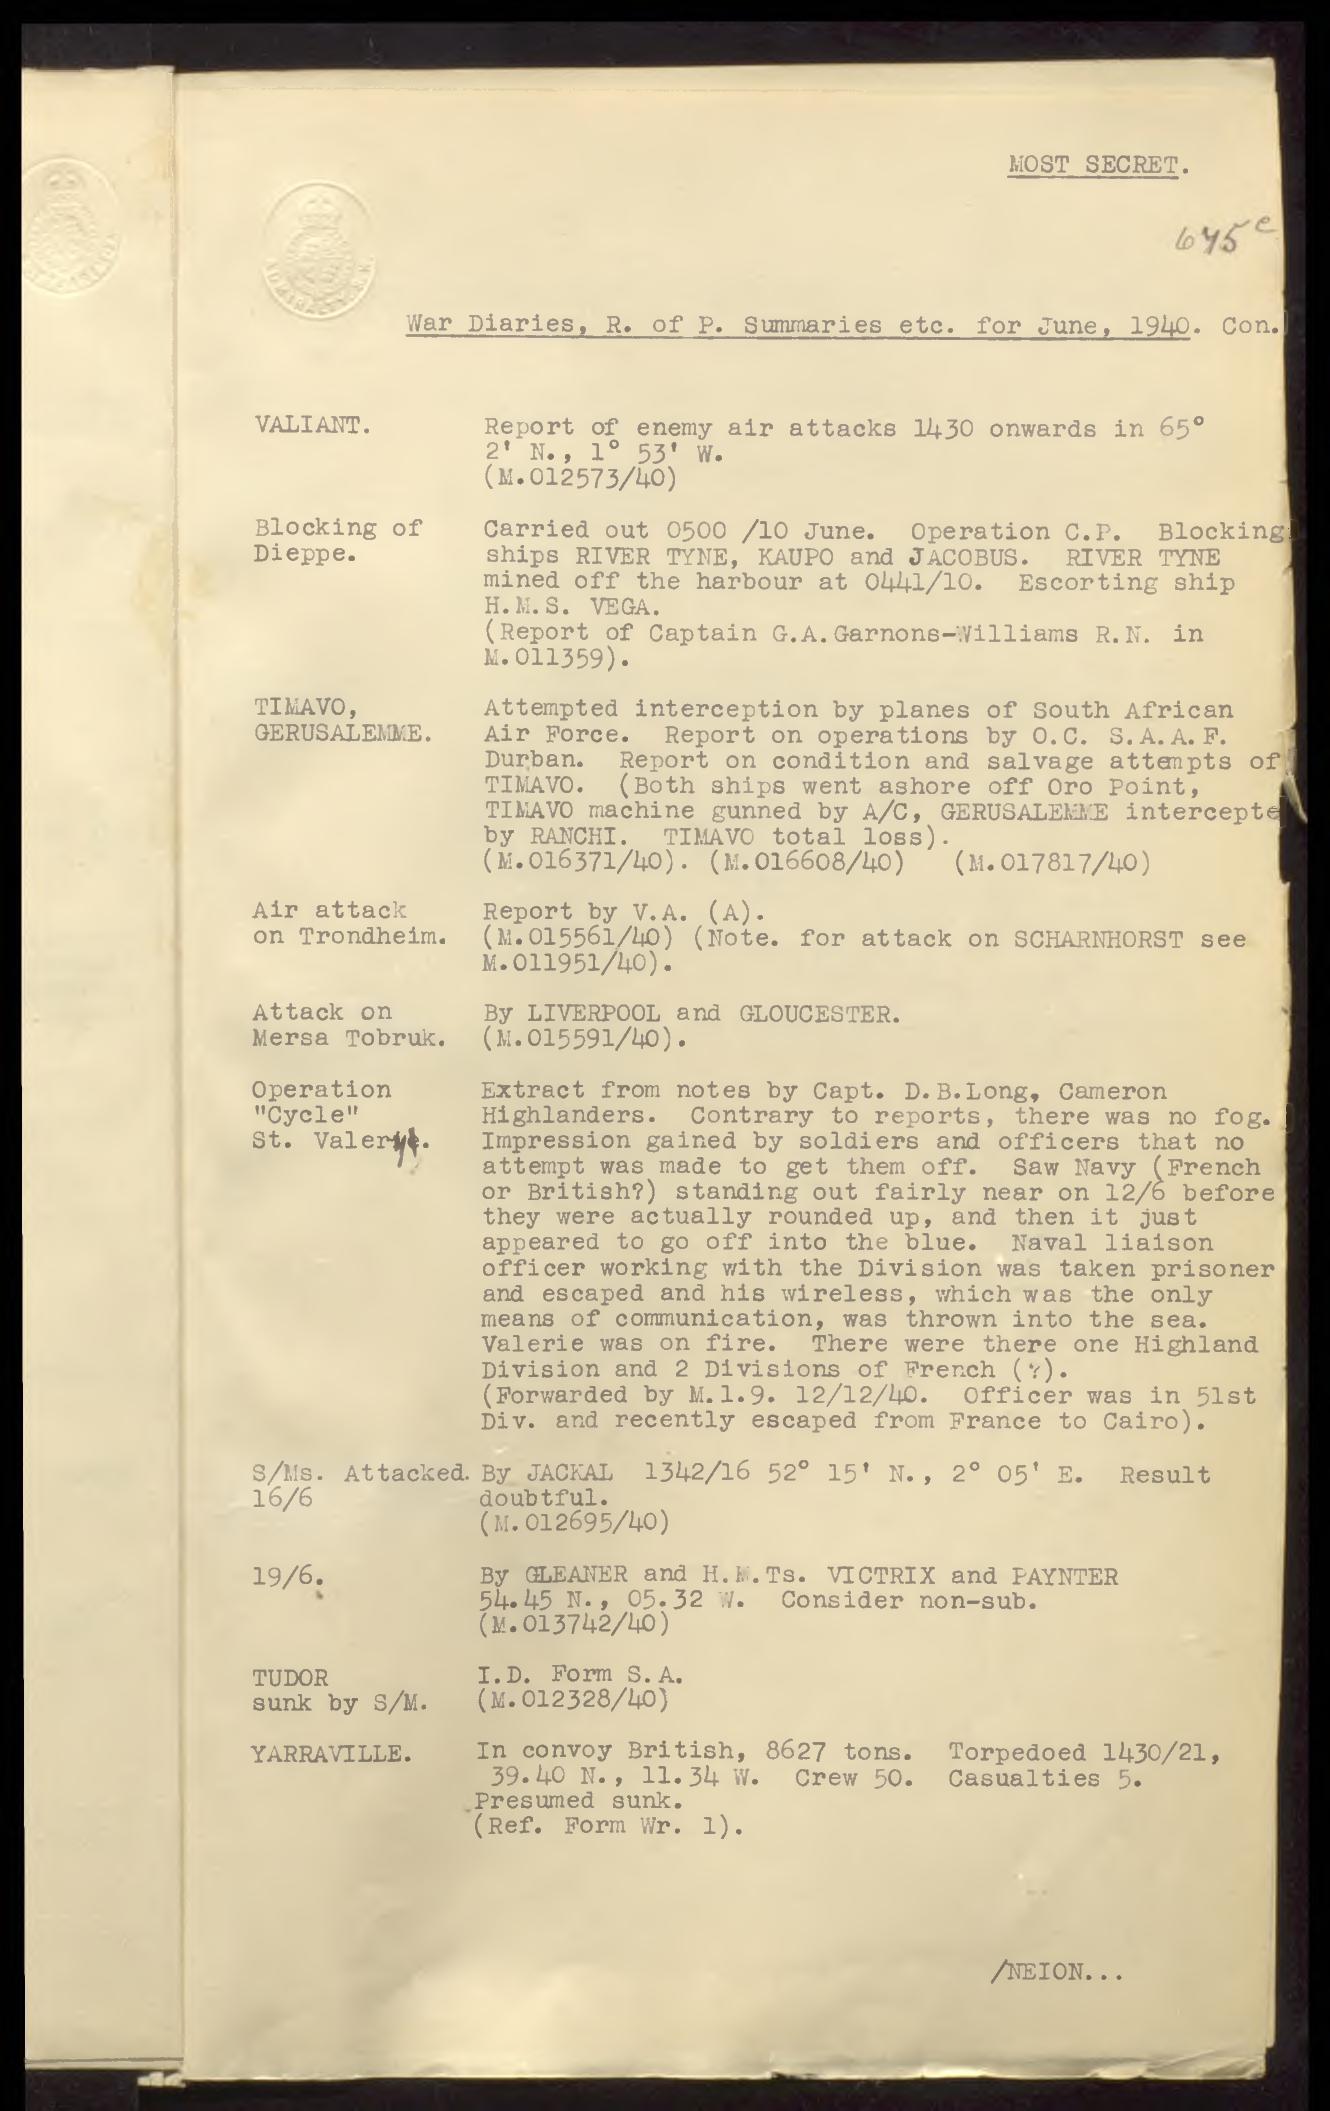 MOST SECRET.
675 e
War Diaries, R. of P. Summaries etc. for June, 1940. Con.
VALIANT. Report of enemy air attacks 1430 onwards in 65°
2' N., 1° 53' W.
(M.012573/40)
Blocking of Carried out 0500 /10 June. Operation C.P. Blocking
Dieppe. ships RIVER TYNE, KAUPO and JACOBUS. RIVER TYNE
mined off the harbour at 0441/10. Escorting ship
H.M.S. VEGA.
(Report of Captain G.A.Garnons-Williams R.N. in
M.011359).
TIMAVO, Attempted interception by planes of South African
GERUSALEMME. Air Force. Report on operations by O.C. S.A.A.F.
Durban. Report on condition and salvage attempts of
TIMAVO. (Both ships went ashore off Oro Point,
TIMAVO machine gunned by A/C, GERUSALEMME intercepte
by RANCHI. TIMAVO total loss).
(M.016371/40). (M.016608/40) (M.017817/40)
Air attack Report by V.A. (A).
on Trondheim. (M.015561/40) (Note. for attack on SCHARNHORST see
M.011951/40).
Attack on By LIVERPOOL and GLOUCESTER.
Mersa Tobruk. (M.015591/40).
Operation Extract from notes by Capt. D.B.Long, Cameron
"Cycle" Highlanders. Contrary to reports, there was no fog.
St. Valery. Impression gained by soldiers and officers that no
attempt was made to get them off. Saw Navy (French
or British?) standing out fairly near on 12/6 before
they were actually rounded up, and then it just
appeared to go off into the blue. Naval liaison
officer working with the Division was taken prisoner
and escaped and his wireless, which was the only
means of communication, was thrown into the sea.
Valerie was on fire. There were there one Highland
Division and 2 Divisions of French (?).
(Forwarded by M.1.9. 12/12/40. Officer was in 51st
Div. and recently escaped from France to Cairo).
S/Ms. Attacked. By JACKAL 1342/16 52° 15' N., 2° 05' E. Result
16/6 doubtful.
(M.012695/40)
19/6. By GLEANER and H.M.Ts. VICTRIX and PAYNTER
54.45 N., 05.32 W. Consider non-sub.
(M.013742/40)
TUDOR I.D. Form S.A.
sunk by S/M. (M.012328/40)
YARRAVILLE. In convoy British, 8627 tons. Torpedoed 1430/21,
39.40 N., 11.34 W. Crew 50. Casualties 5.
Presumed sunk.
(Ref. Form Wr. 1).
/NEION...